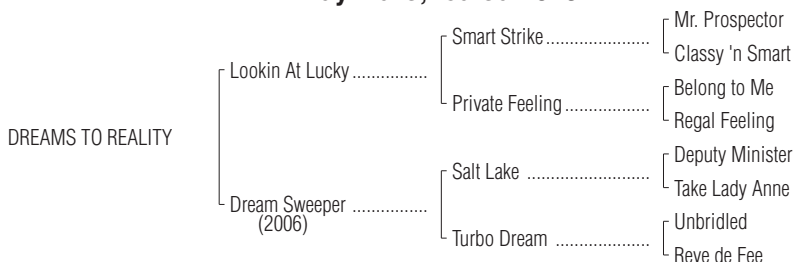 Mr. Prospector
Smart Strike ......................
Classy 'n Smart
Lookin At Lucky ................
Belong to Me
Private Feeling ..................
Regal Feeling
DREAMS TO REALITY
Deputy Minister
Salt Lake ..........................
Take Lady Anne
Dream Sweeper ................
(2006)
Unbridled
Turbo Dream ....................
Reve de Fee